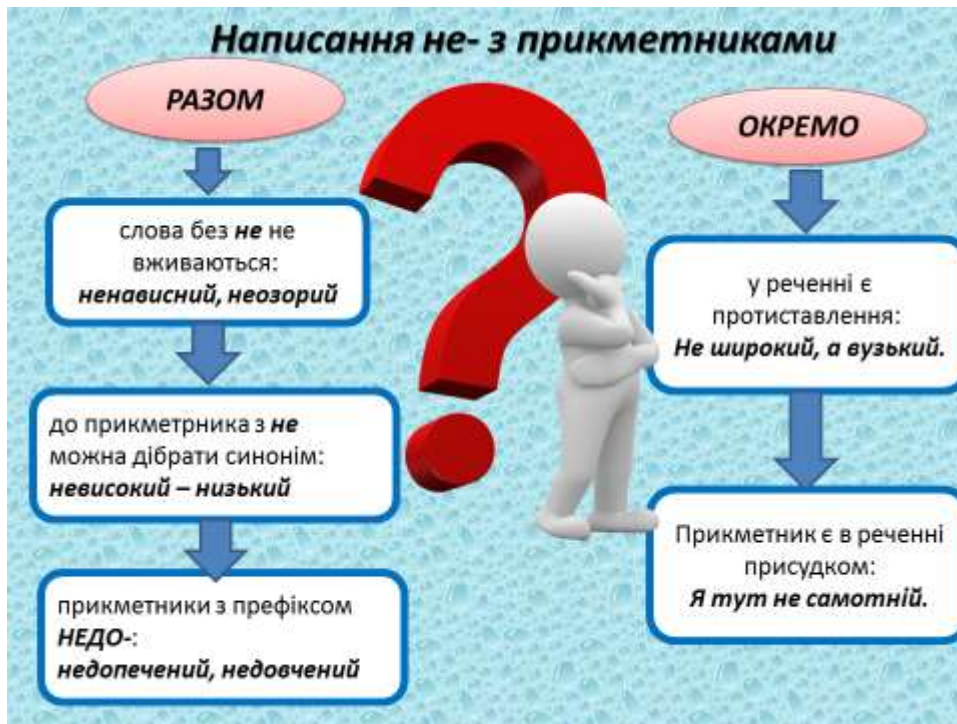 Написання не- з прикметниками
РАЗОМ
слова без не не
вживаються:
ненависний, неозорий
до прикметрника з не
можна дібрати синонім:
невисокий – низький
прикметники з префіксом
НЕДО-:
недопечений, недовчений
ОКРЕМО
у реченні є
протиставлення:
Не широкий, а вузький.
Прикметник є в реченні
присудком:
Я тут не самотній.